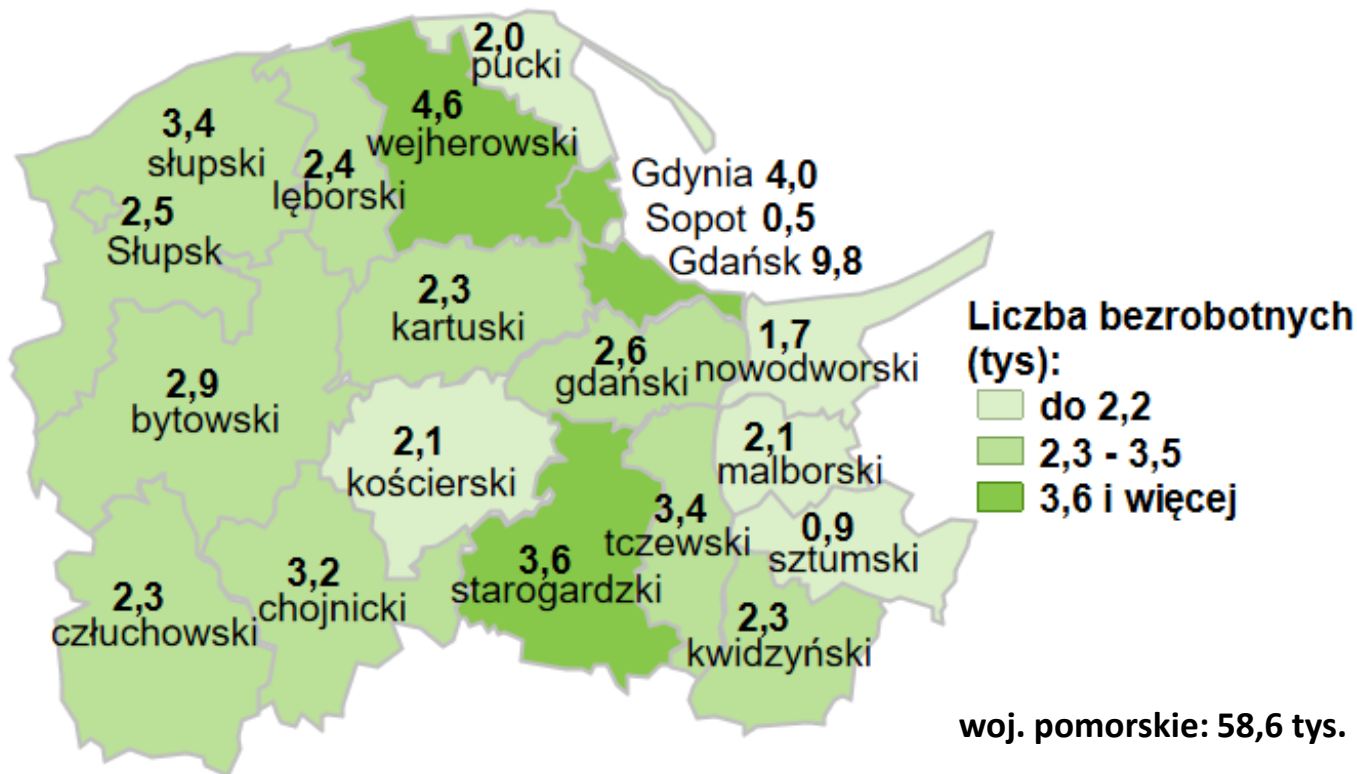 2,0
pucki
4,6
wejherowski
3,4
słupski
2,4
lęborski
2,5
Słupsk
Gdynia 4,0
Sopot 0,5
Gdańsk 9,8
2,3
kartuski
2,6
gdański
1,7
nowodworski
2,9
bytowski
2,1
kościerski
2,1
malborski
3,4
tczewski
0,9
sztumski
3,6
starogardzki
3,2
chojnicki
2,3
człuchowski
2,3
kwidzyński
Liczba bezrobotnych
(tys):
do 2,2
2,3 - 3,5
3,6 i więcej
woj. pomorskie: 58,6 tys.